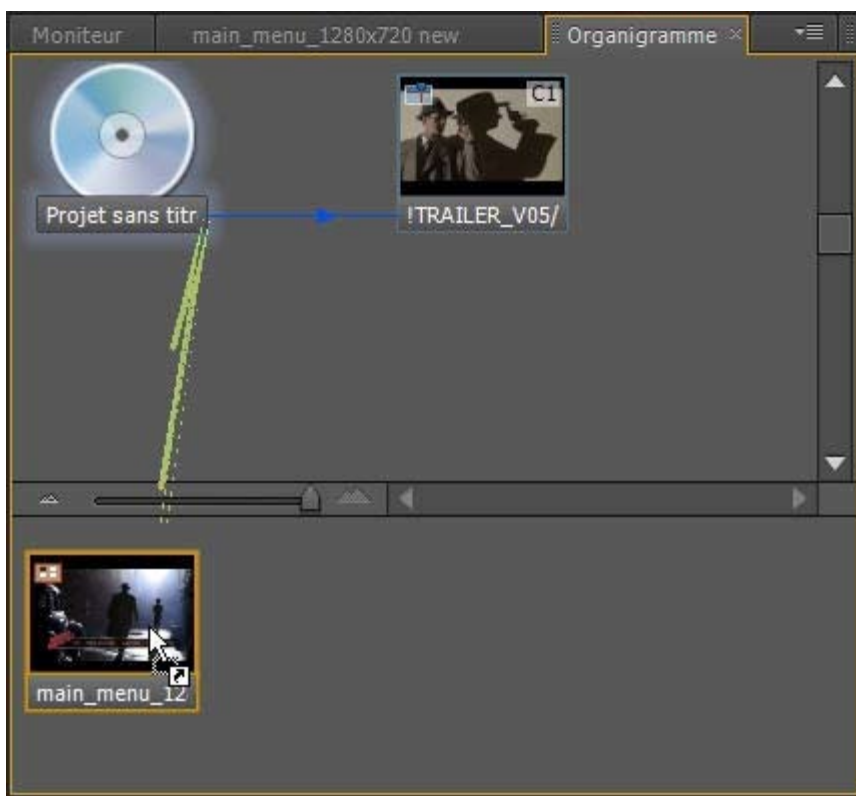 Moniteur
main_menu_1280x720 new
Organigramme
C1
Projet sans titr
!TRAILER_V05/
main_menu_12